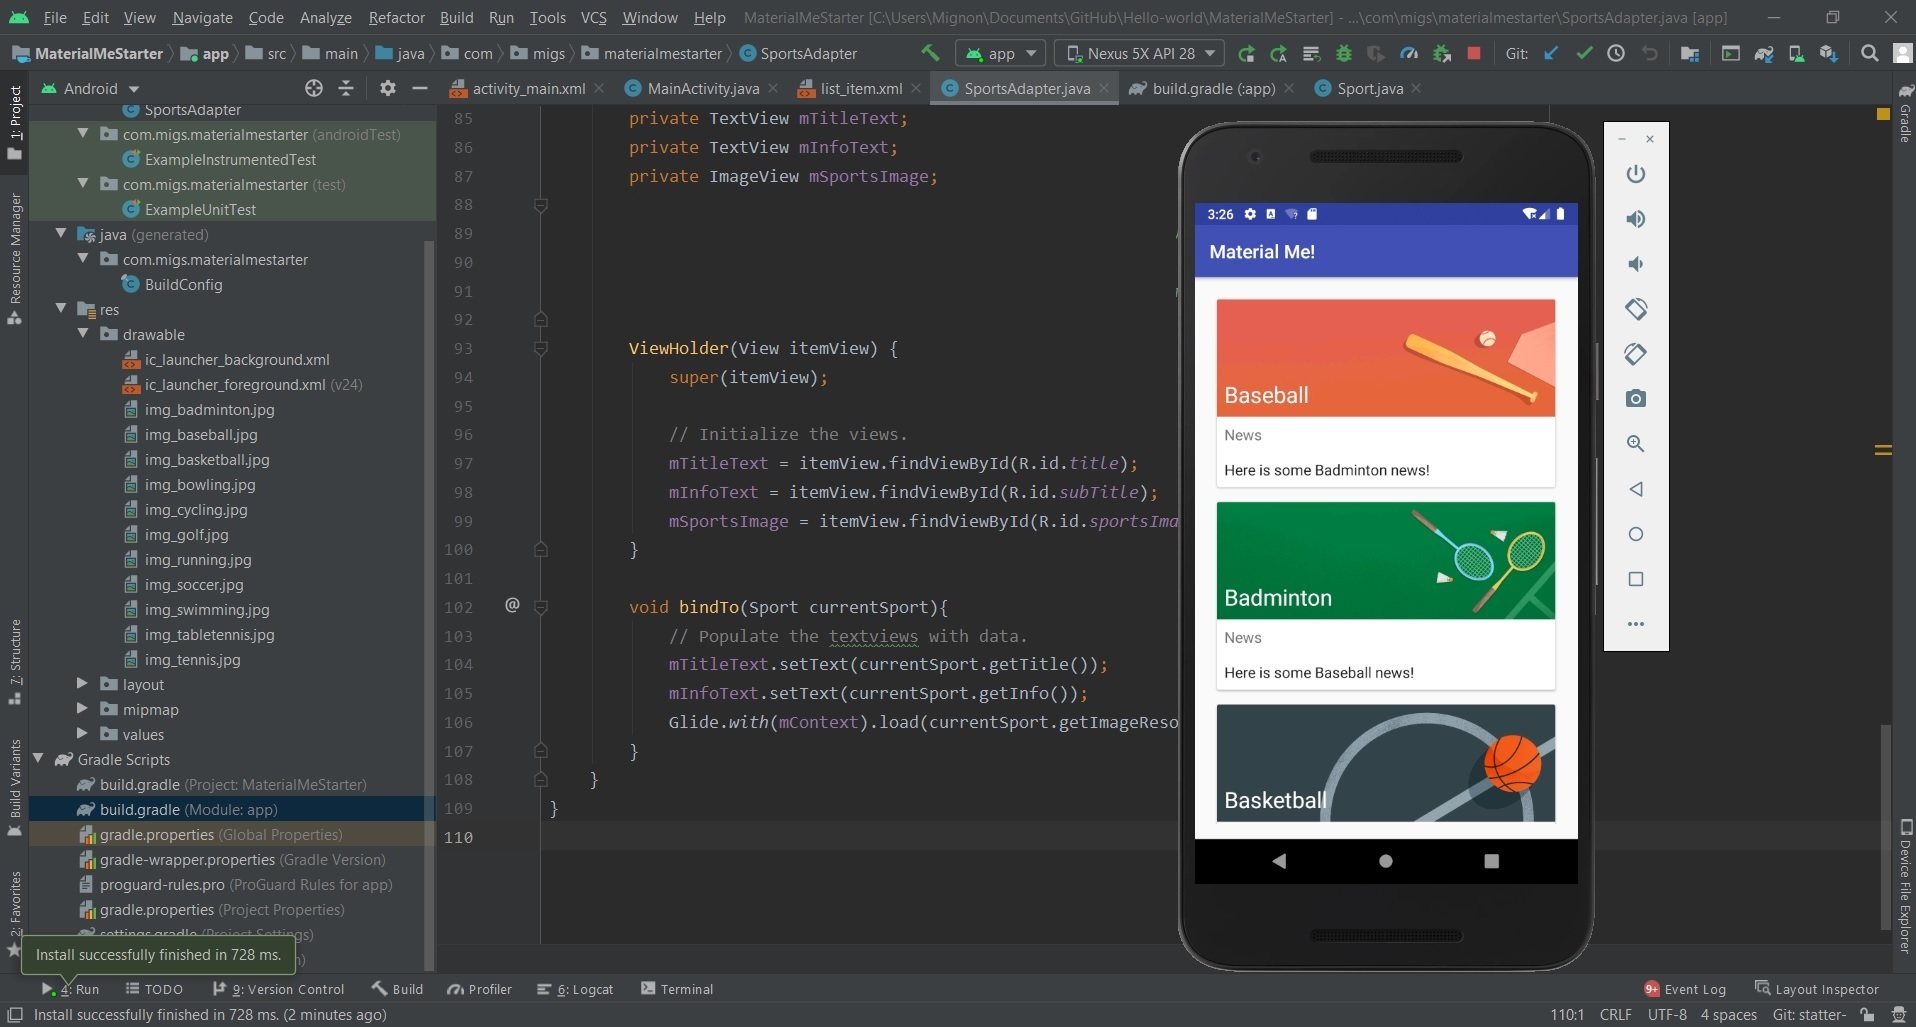 File Edit View Navigate Code Analyze Refactor Build Run Tools VCS Window Help MaterialMeStarter [C:\Users\Mignon\Documents\GitHub\Hello-world\MaterialMeStarter] - ...\com\migs\materialmestarter\SportsAdapter.java [app]
MaterialMeStarter app src main java com migs materialmestarter SportsAdapter app Nexus 5X API 28 Git:
Android activity_main.xml MainActivity.java list_item.xml SportsAdapter.java build.gradle (:app) Sport.java
1: Project
Resource Manager
7: Structure
Build Variants
2: Favorites
SportsAdapter
com.migs.materialmestarter (androidTest)
ExampleInstrumentedTest
com.migs.materialmestarter (test)
ExampleUnitTest
java (generated)
com.migs.materialmestarter
BuildConfig
res
drawable
ic_launcher_background.xml
ic_launcher_foreground.xml (v24)
img_badminton.jpg
img_baseball.jpg
img_basketball.jpg
img_bowling.jpg
img_cycling.jpg
img_golf.jpg
img_running.jpg
img_soccer.jpg
img_swimming.jpg
img_tabletennis.jpg
img_tennis.jpg
layout
mipmap
values
Gradle Scripts
build.gradle (Project: MaterialMeStarter)
build.gradle (Module: app)
gradle.properties (Global Properties)
gradle-wrapper.properties (Gradle Version)
proguard-rules.pro (ProGuard Rules for app)
gradle.properties (Project Properties)
settings.gradle (Project Settings)
Install successfully finished in 728 ms.
85 private TextView mTitleText;
86 private TextView mInfoText;
87 private ImageView mSportsImage;
88
89
90
91
92
93 ViewHolder(View itemView) {
94 super(itemView);
95
96 // Initialize the views.
97 mTitleText = itemView.findViewById(R.id.title);
98 mInfoText = itemView.findViewById(R.id.subTitle);
99 mSportsImage = itemView.findViewById(R.id.sportsIma
100 }
101
102 @ void bindTo(Sport currentSport){
103 // Populate the textviews with data.
104 mTitleText.setText(currentSport.getTitle());
105 mInfoText.setText(currentSport.getInfo());
106 Glide.with(mContext).load(currentSport.getImageReso
107 }
108 }
109 }
110
3:26
Material Me!
Baseball
News
Here is some Badminton news!
Badminton
News
Here is some Baseball news!
Basketball
Gradle
Device File Explorer
4: Run TODO 9: Version Control Build Profiler 6: Logcat Terminal 9+ Event Log Layout Inspector
Install successfully finished in 728 ms. (2 minutes ago) 110:1 CRLF UTF-8 4 spaces Git: statter-